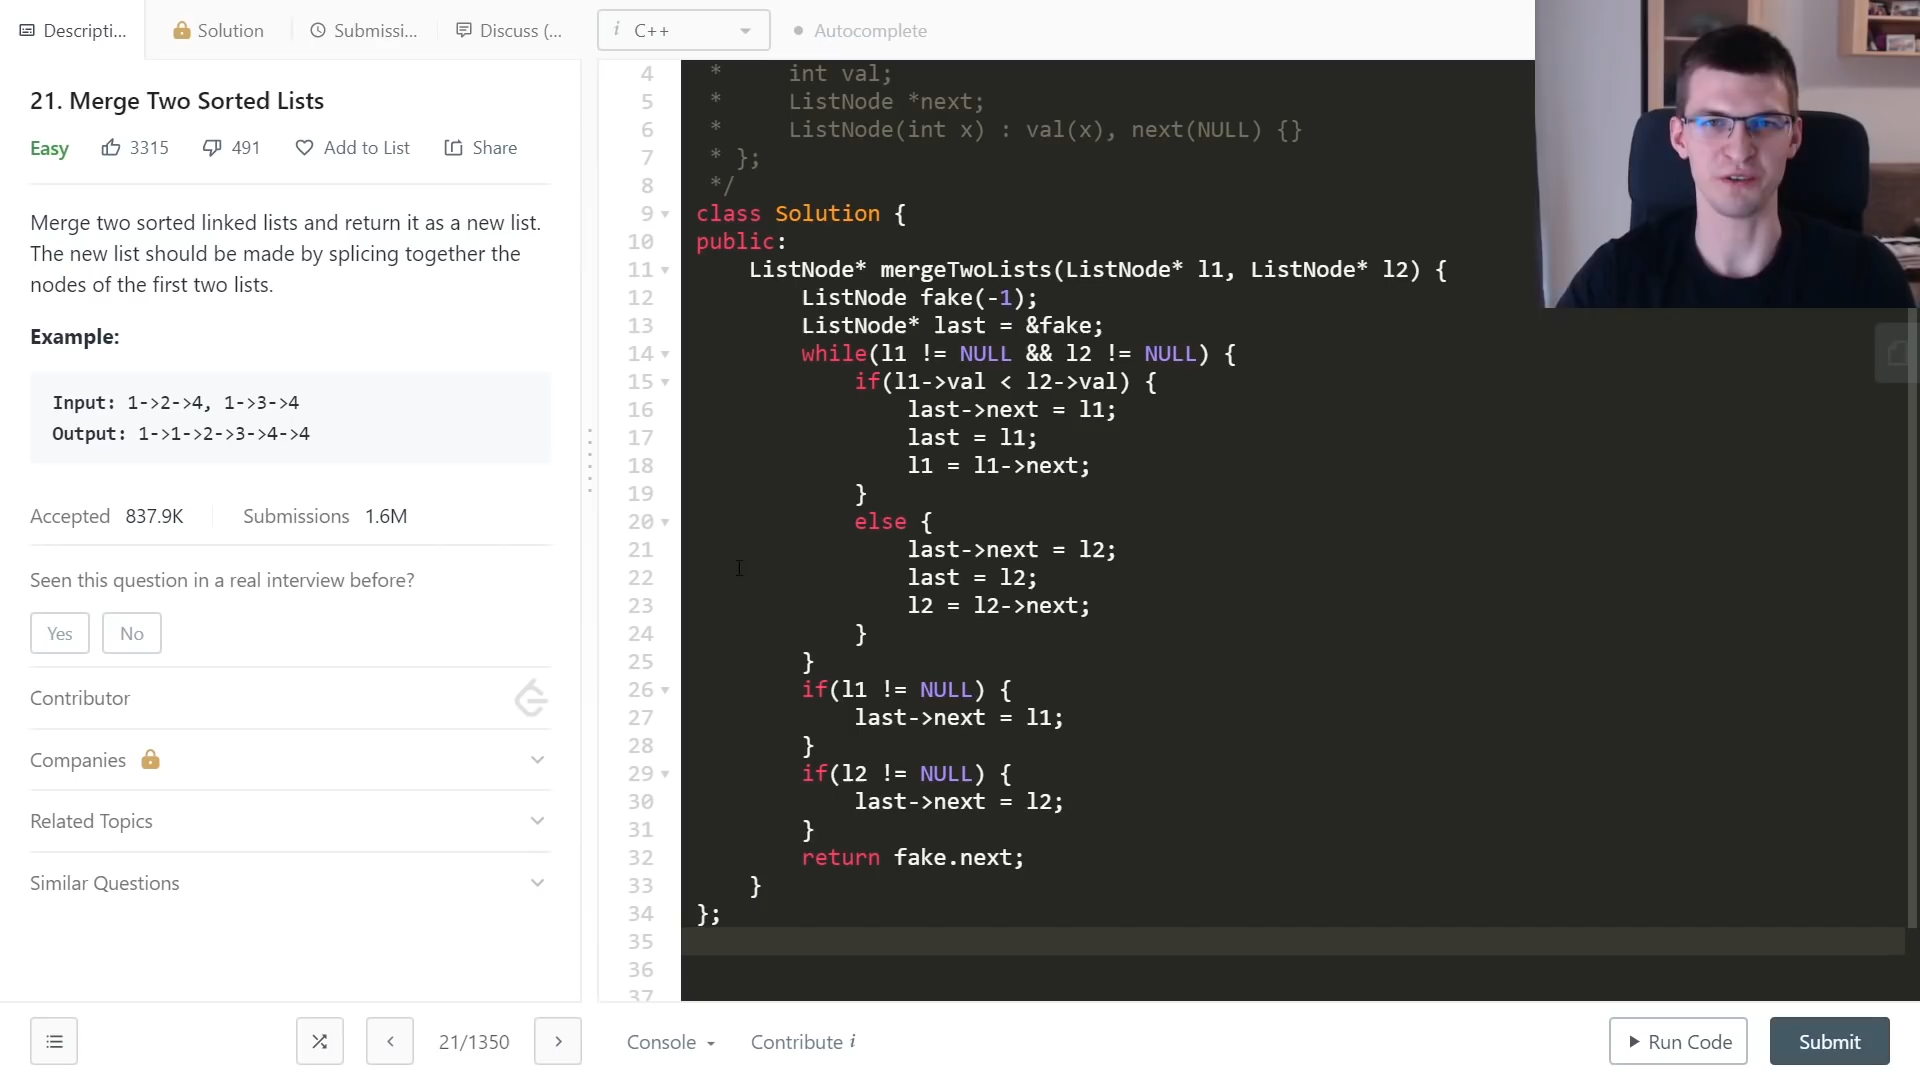 Descripti...
Solution
Submissi...
Discuss (...
i C++
Autocomplete
21. Merge Two Sorted Lists
Easy 3315 491 Add to List Share
Merge two sorted linked lists and return it as a new list.
The new list should be made by splicing together the
nodes of the first two lists.
Example:
Input: 1->2->4, 1->3->4
Output: 1->1->2->3->4->4
Accepted 837.9K Submissions 1.6M
Seen this question in a real interview before?
Yes No
Contributor
Companies
Related Topics
Similar Questions
21/1350
4 * int val;
5 * ListNode *next;
6 * ListNode(int x) : val(x), next(NULL) {}
7 * };
8 */
9 class Solution {
10 public:
11 ListNode* mergeTwoLists(ListNode* l1, ListNode* l2) {
12 ListNode fake(-1);
13 ListNode* last = &fake;
14 while(l1 != NULL && l2 != NULL) {
15 if(l1->val < l2->val) {
16 last->next = l1;
17 last = l1;
18 l1 = l1->next;
19 }
20 else {
21 last->next = l2;
22 last = l2;
23 l2 = l2->next;
24 }
25 }
26 if(l1 != NULL) {
27 last->next = l1;
28 }
29 if(l2 != NULL) {
30 last->next = l2;
31 }
32 return fake.next;
33 }
34 };
35
36
37
Console Contribute i
Run Code Submit